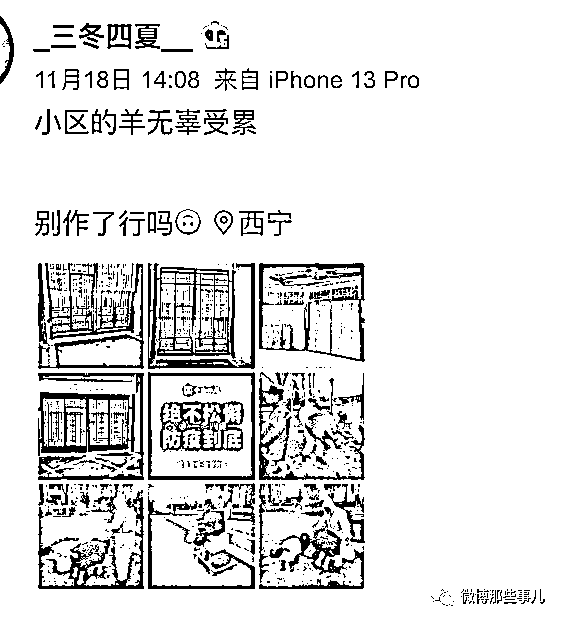 _三冬四夏__
11月18日 14:08 来自 iPhone 13 Pro
小区的羊无辜受累
别作了行吗🙃 西宁
绝不松懈
防疫到底
微博那些事儿